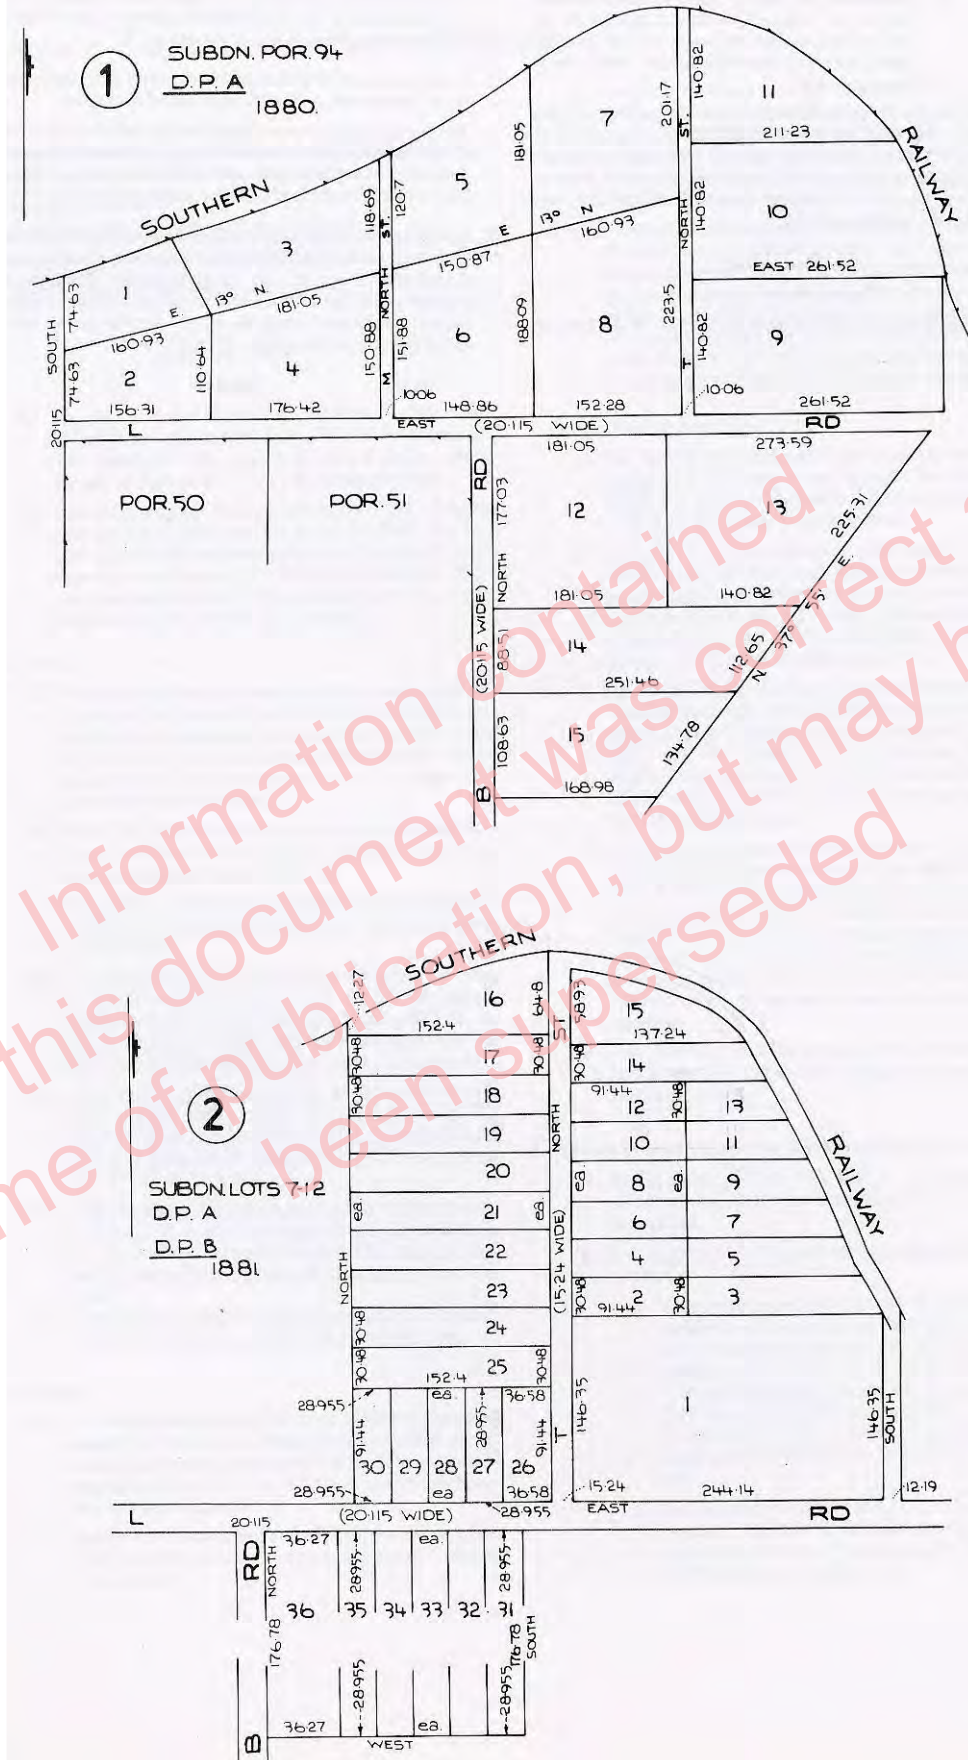 1
SUBDN. POR. 94
D.P. A
1880.
SOUTHERN
RAILWAY
7
201·17
ST.
140·82
11
211·23
181·05
5
118·69
120·7
ST.
3
13° N
E
160·93
150·87
NORTH
140·82
10
EAST 261·52
1
74·63
SOUTH
E. 13° N
181·05
160·93
2
74·63
110·64
4
150·88
NORTH
M
151·88
6
188·09
8
223·5
T
140·82
9
156·31
176·42
10·06
148·86
152·28
10·06
261·52
20·115
L
EAST
(20·115 WIDE)
RD
POR. 50
POR. 51
RD
181·05
273·59
177·03
12
13
225·31
NORTH
181·05
140·82
N. 37° 55' E.
(20·115 WIDE)
88·51
14
112·65
251·46
108·63
15
134·78
B
168·98
Information contained
this document was correct
me of publication, but may b
been superseded
SOUTHERN
12·27
16
64·8
152·4
ST
58·93
15
137·24
30·48
17
30·48
30·48
14
30·48
18
91·44
12
30·48
13
2
19
NORTH
10
11
RAILWAY
SUBDN. LOTS 7-12
D.P. A
D.P. B
1881.
20
ea.
8
ea.
9
ea.
21
ea.
6
7
22
(15·24 WIDE)
4
5
NORTH
23
30·48
91·44
2
30·48
3
30·48
24
30·48
25
30·48
152·4
28·955
ea.
36·58
91·44
28·955
91·44
T
146·35
1
146·35
SOUTH
30
29
28
27
26
28·955
ea
36·58
15·24
244·14
12·19
28·955
EAST
L
20·115
(20·115 WIDE)
RD
RD
NORTH
36·27
28·955
ea.
28·955
36
35
34
33
32
31
176·78
176·78
SOUTH
28·955
28·955
B
36·27
ea.
WEST